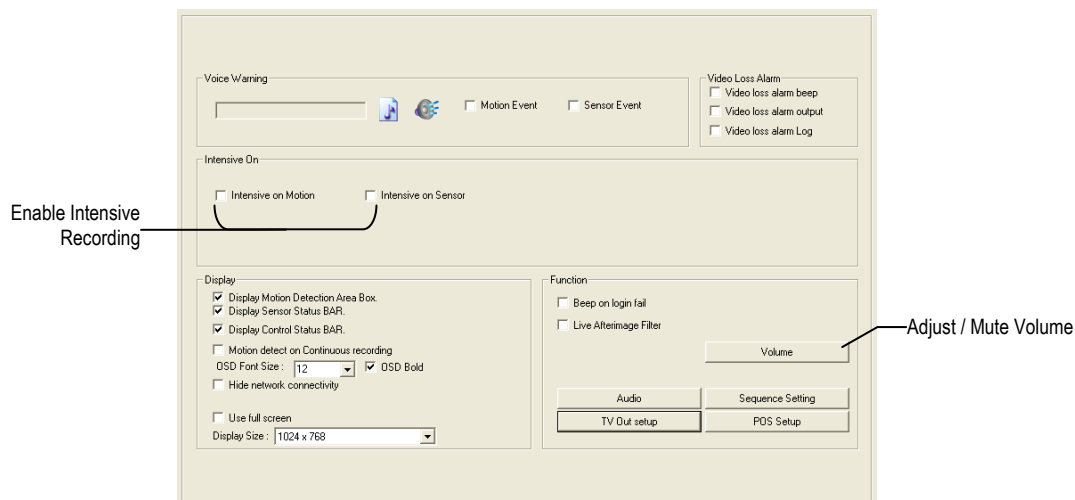 Voice Warning
Motion Event
Sensor Event
Video Loss Alarm
Video loss alarm beep
Video loss alarm output
Video loss alarm Log
Intensive On
Intensive on Motion
Intensive on Sensor
Enable Intensive
Recording
Display
Display Motion Detection Area Box.
Display Sensor Status BAR.
Display Control Status BAR.
Motion detect on Continuous recording
OSD Font Size : 12 OSD Bold
Hide network connectivity
Use full screen
Display Size : 1024 x 768
Function
Beep on login fail
Live Afterimage Filter
Volume
Adjust / Mute Volume
Audio
Sequence Setting
TV Out setup
POS Setup